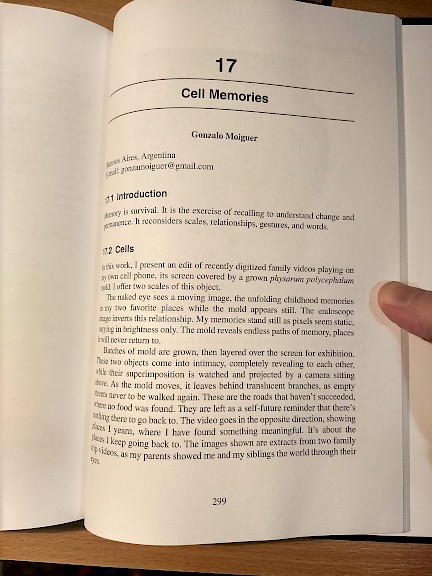 17
Cell Memories
Gonzalo Moiguer
Aires, Argentina
gonzamoiguer@gmail.com
17.1 Introduction
Memory is survival. It is the exercise of recalling to understand change and
permanence. It reconsiders scales, relationships, gestures, and words.
17.2 Cells
In this work, I present an edit of recently digitized family videos playing on
my own cell phone, its screen covered by a grown physarum polycephalum
mold. I offer two scales of this object.
The naked eye sees a moving image, the unfolding childhood memories
in my two favorite places while the mold appears still. The endoscope
image inverts this relationship. My memories stand still as pixels seem static,
varying in brightness only. The mold reveals endless paths of memory, places
it will never return to.
Batches of mold are grown, then layered over the screen for exhibition.
These two objects come into intimacy, completely revealing to each other,
while their superimposition is watched and projected by a camera sitting
above. As the mold moves, it leaves behind translucent branches, as empty
streets never to be walked again. These are the roads that haven't succeeded,
where no food was found. They are left as a self-future reminder that there's
nothing there to go back to. The video goes in the opposite direction, showing
places I yearn, where I have found something meaningful. It's about the
places I keep going back to. The images shown are extracts from two family
trip videos, as my parents showed me and my siblings the world through their
eyes.
299